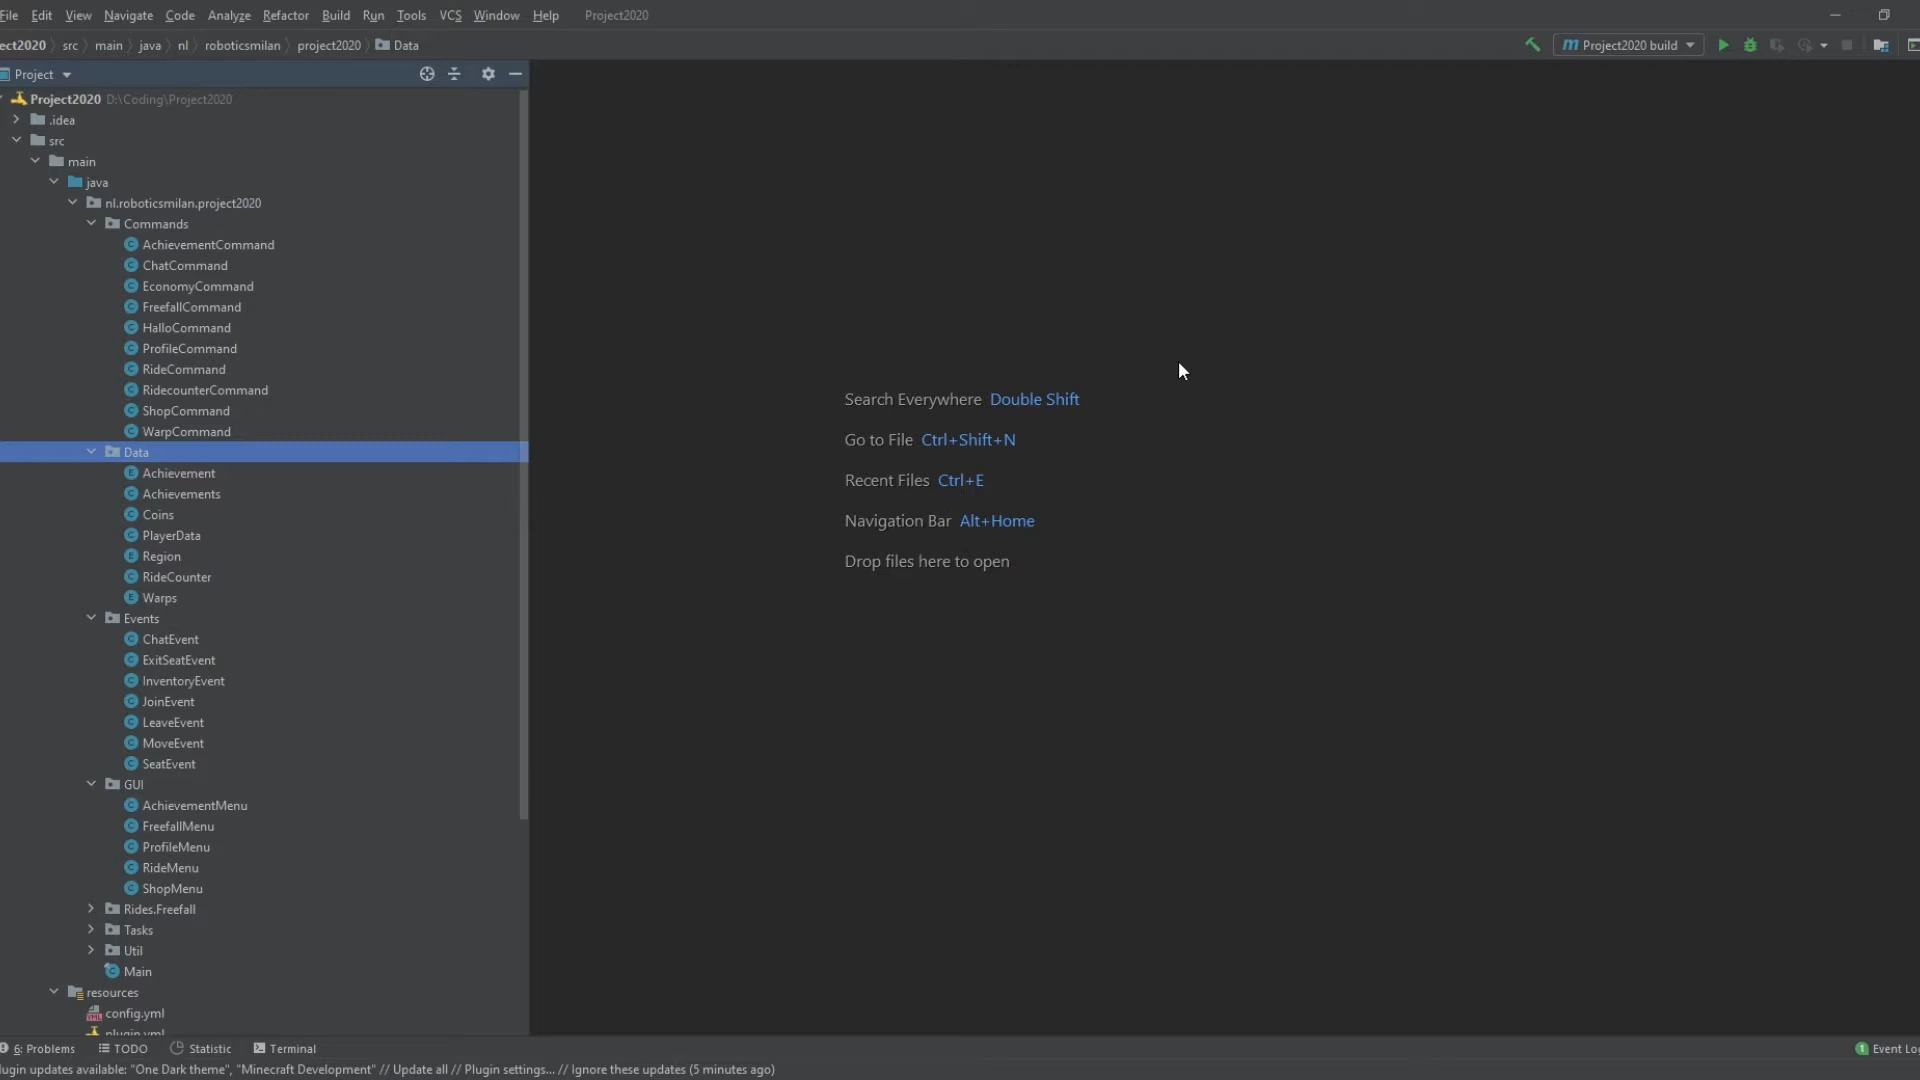 File Edit View Navigate Code Analyze Refactor Build Run Tools VCS Window Help Project2020
ect2020 src main java nl roboticsmilan project2020 Data
Project2020 build
Project
Project2020 D:\Coding\Project2020
.idea
src
main
java
nl.roboticsmilan.project2020
Commands
AchievementCommand
ChatCommand
EconomyCommand
FreefallCommand
HalloCommand
ProfileCommand
RideCommand
RidecounterCommand
ShopCommand
WarpCommand
Data
Achievement
Achievements
Coins
PlayerData
Region
RideCounter
Warps
Events
ChatEvent
ExitSeatEvent
InventoryEvent
JoinEvent
LeaveEvent
MoveEvent
SeatEvent
GUI
AchievementMenu
FreefallMenu
ProfileMenu
RideMenu
ShopMenu
Rides.Freefall
Tasks
Util
Main
resources
config.yml
plugin.yml
Search Everywhere Double Shift
Go to File Ctrl+Shift+N
Recent Files Ctrl+E
Navigation Bar Alt+Home
Drop files here to open
6: Problems TODO Statistic Terminal
1 Event Log
lugin updates available: "One Dark theme", "Minecraft Development" // Update all // Plugin settings... // Ignore these updates (5 minutes ago)